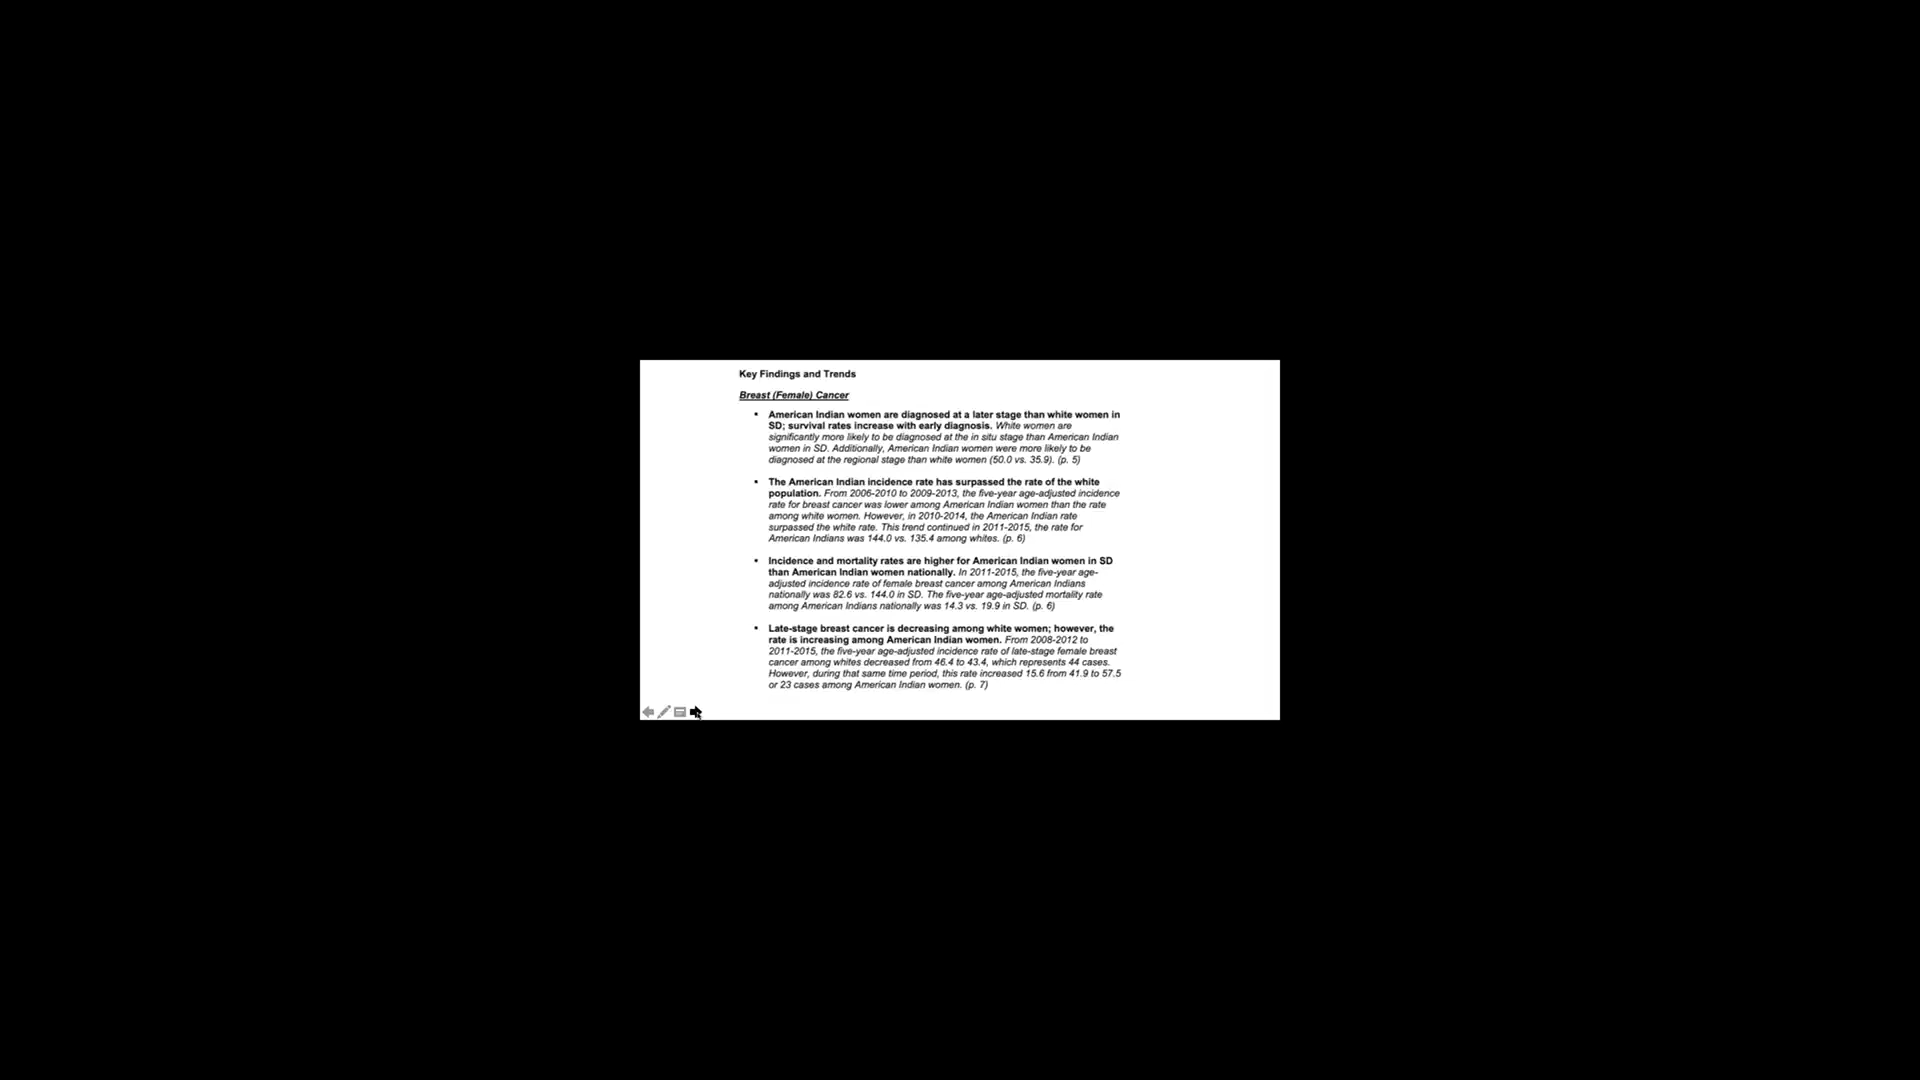 Key Findings and Trends
Breast (Female) Cancer
▪ American Indian women are diagnosed at a later stage than white women in
SD; survival rates increase with early diagnosis. White women are
significantly more likely to be diagnosed at the in situ stage than American Indian
women in SD. Additionally, American Indian women were more likely to be
diagnosed at the regional stage than white women (50.0 vs. 35.9). (p. 5)
▪ The American Indian incidence rate has surpassed the rate of the white
population. From 2006-2010 to 2009-2013, the five-year age-adjusted incidence
rate for breast cancer was lower among American Indian women than the rate
among white women. However, in 2010-2014, the American Indian rate
surpassed the white rate. This trend continued in 2011-2015, the rate for
American Indians was 144.0 vs. 135.4 among whites. (p. 6)
▪ Incidence and mortality rates are higher for American Indian women in SD
than American Indian women nationally. In 2011-2015, the five-year age-
adjusted incidence rate of female breast cancer among American Indians
nationally was 82.6 vs. 144.0 in SD. The five-year age-adjusted mortality rate
among American Indians nationally was 14.3 vs. 19.9 in SD. (p. 6)
▪ Late-stage breast cancer is decreasing among white women; however, the
rate is increasing among American Indian women. From 2008-2012 to
2011-2015, the five-year age-adjusted incidence rate of late-stage female breast
cancer among whites decreased from 46.4 to 43.4, which represents 44 cases.
However, during that same time period, this rate increased 15.6 from 41.9 to 57.5
or 23 cases among American Indian women. (p. 7)